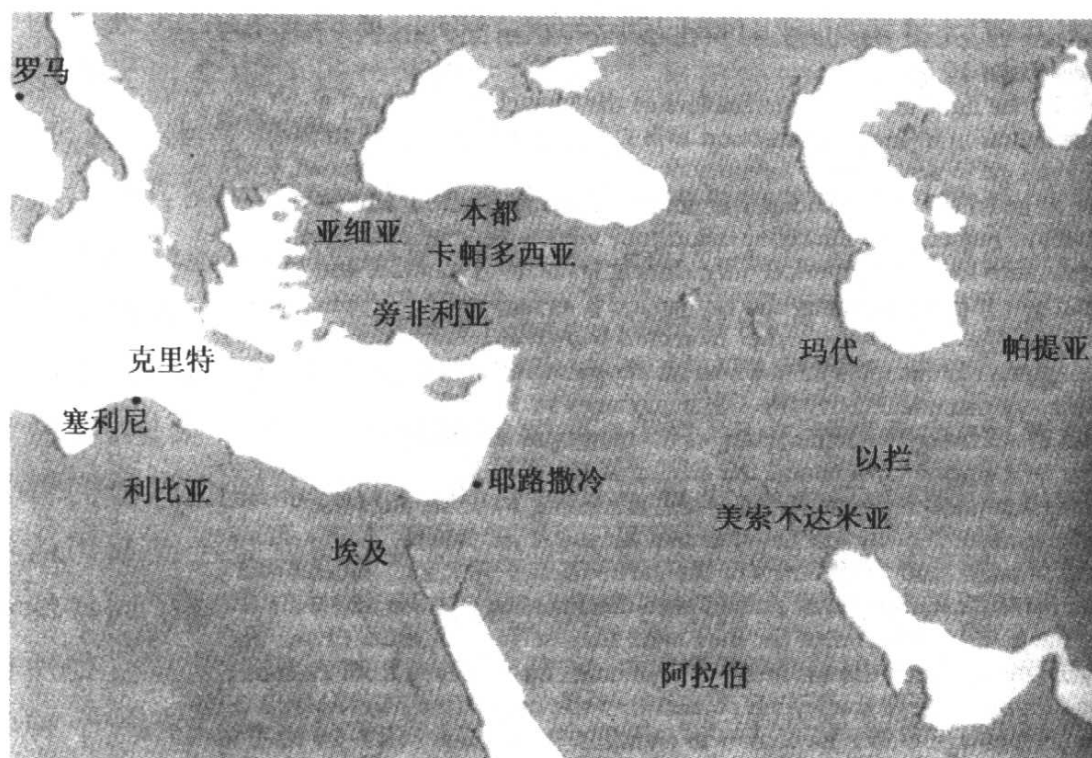 罗马
本都
亚细亚
卡帕多西亚
旁非利亚
克里特
玛代
帕提亚
塞利尼
以拦
耶路撒冷
利比亚
美索不达米亚
埃及
阿拉伯